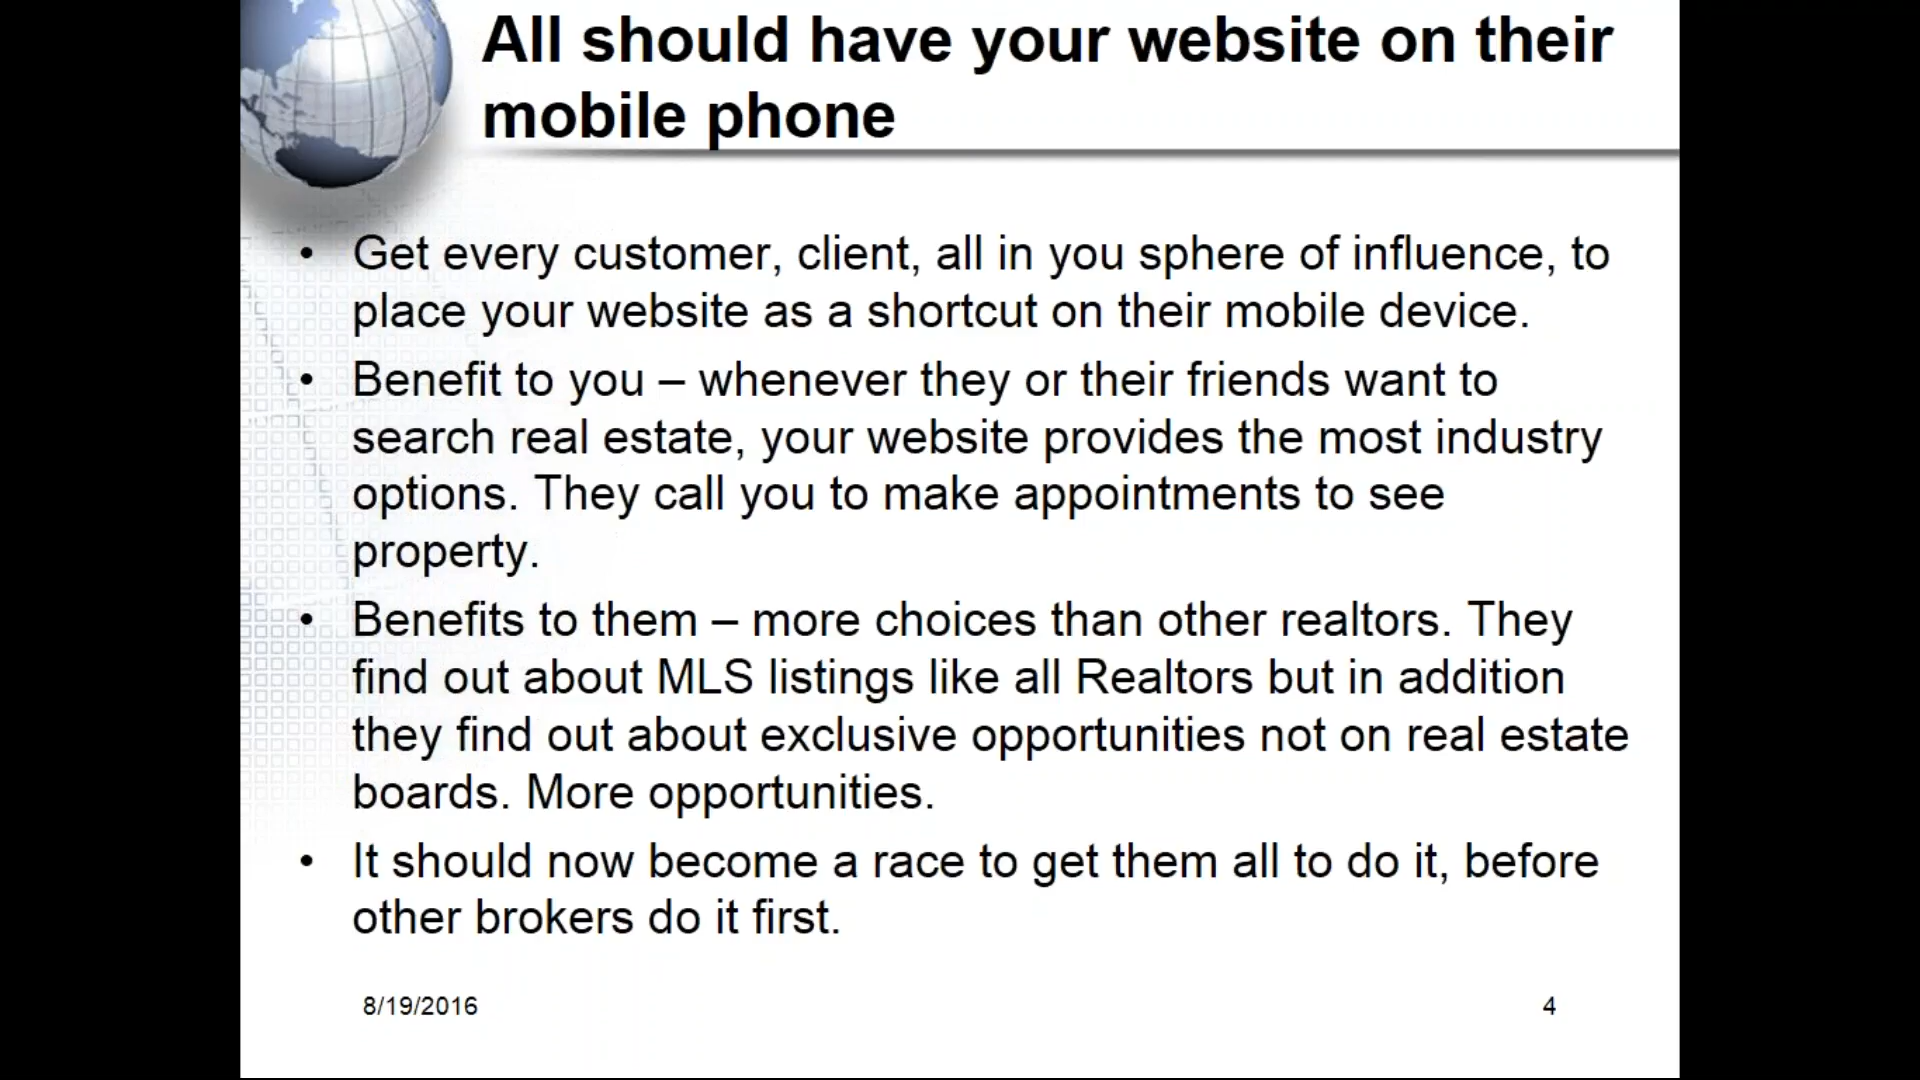 All should have your website on their
mobile phone
• Get every customer, client, all in you sphere of influence, to
place your website as a shortcut on their mobile device.
• Benefit to you – whenever they or their friends want to
search real estate, your website provides the most industry
options. They call you to make appointments to see
property.
• Benefits to them – more choices than other realtors. They
find out about MLS listings like all Realtors but in addition
they find out about exclusive opportunities not on real estate
boards. More opportunities.
• It should now become a race to get them all to do it, before
other brokers do it first.
8/19/2016
4